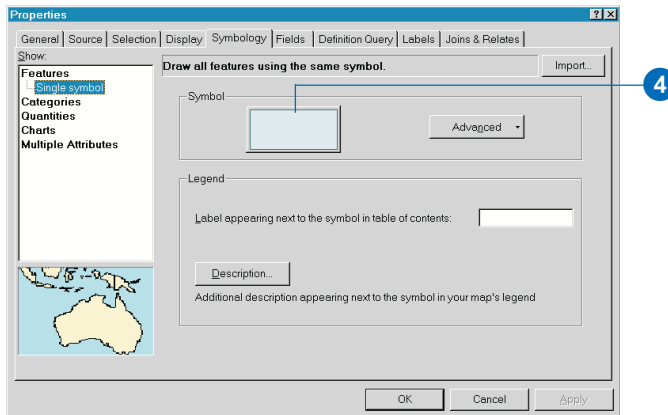 Properties
General Source Selection Display Symbology Fields Definition Query Labels Joins & Relates
Show:
Features
Single symbol
Categories
Quantities
Charts
Multiple Attributes
Draw all features using the same symbol.
Import...
Symbol
Advanced
4
Legend
Label appearing next to the symbol in table of contents:
Description...
Additional description appearing next to the symbol in your map's legend
OK Cancel Apply